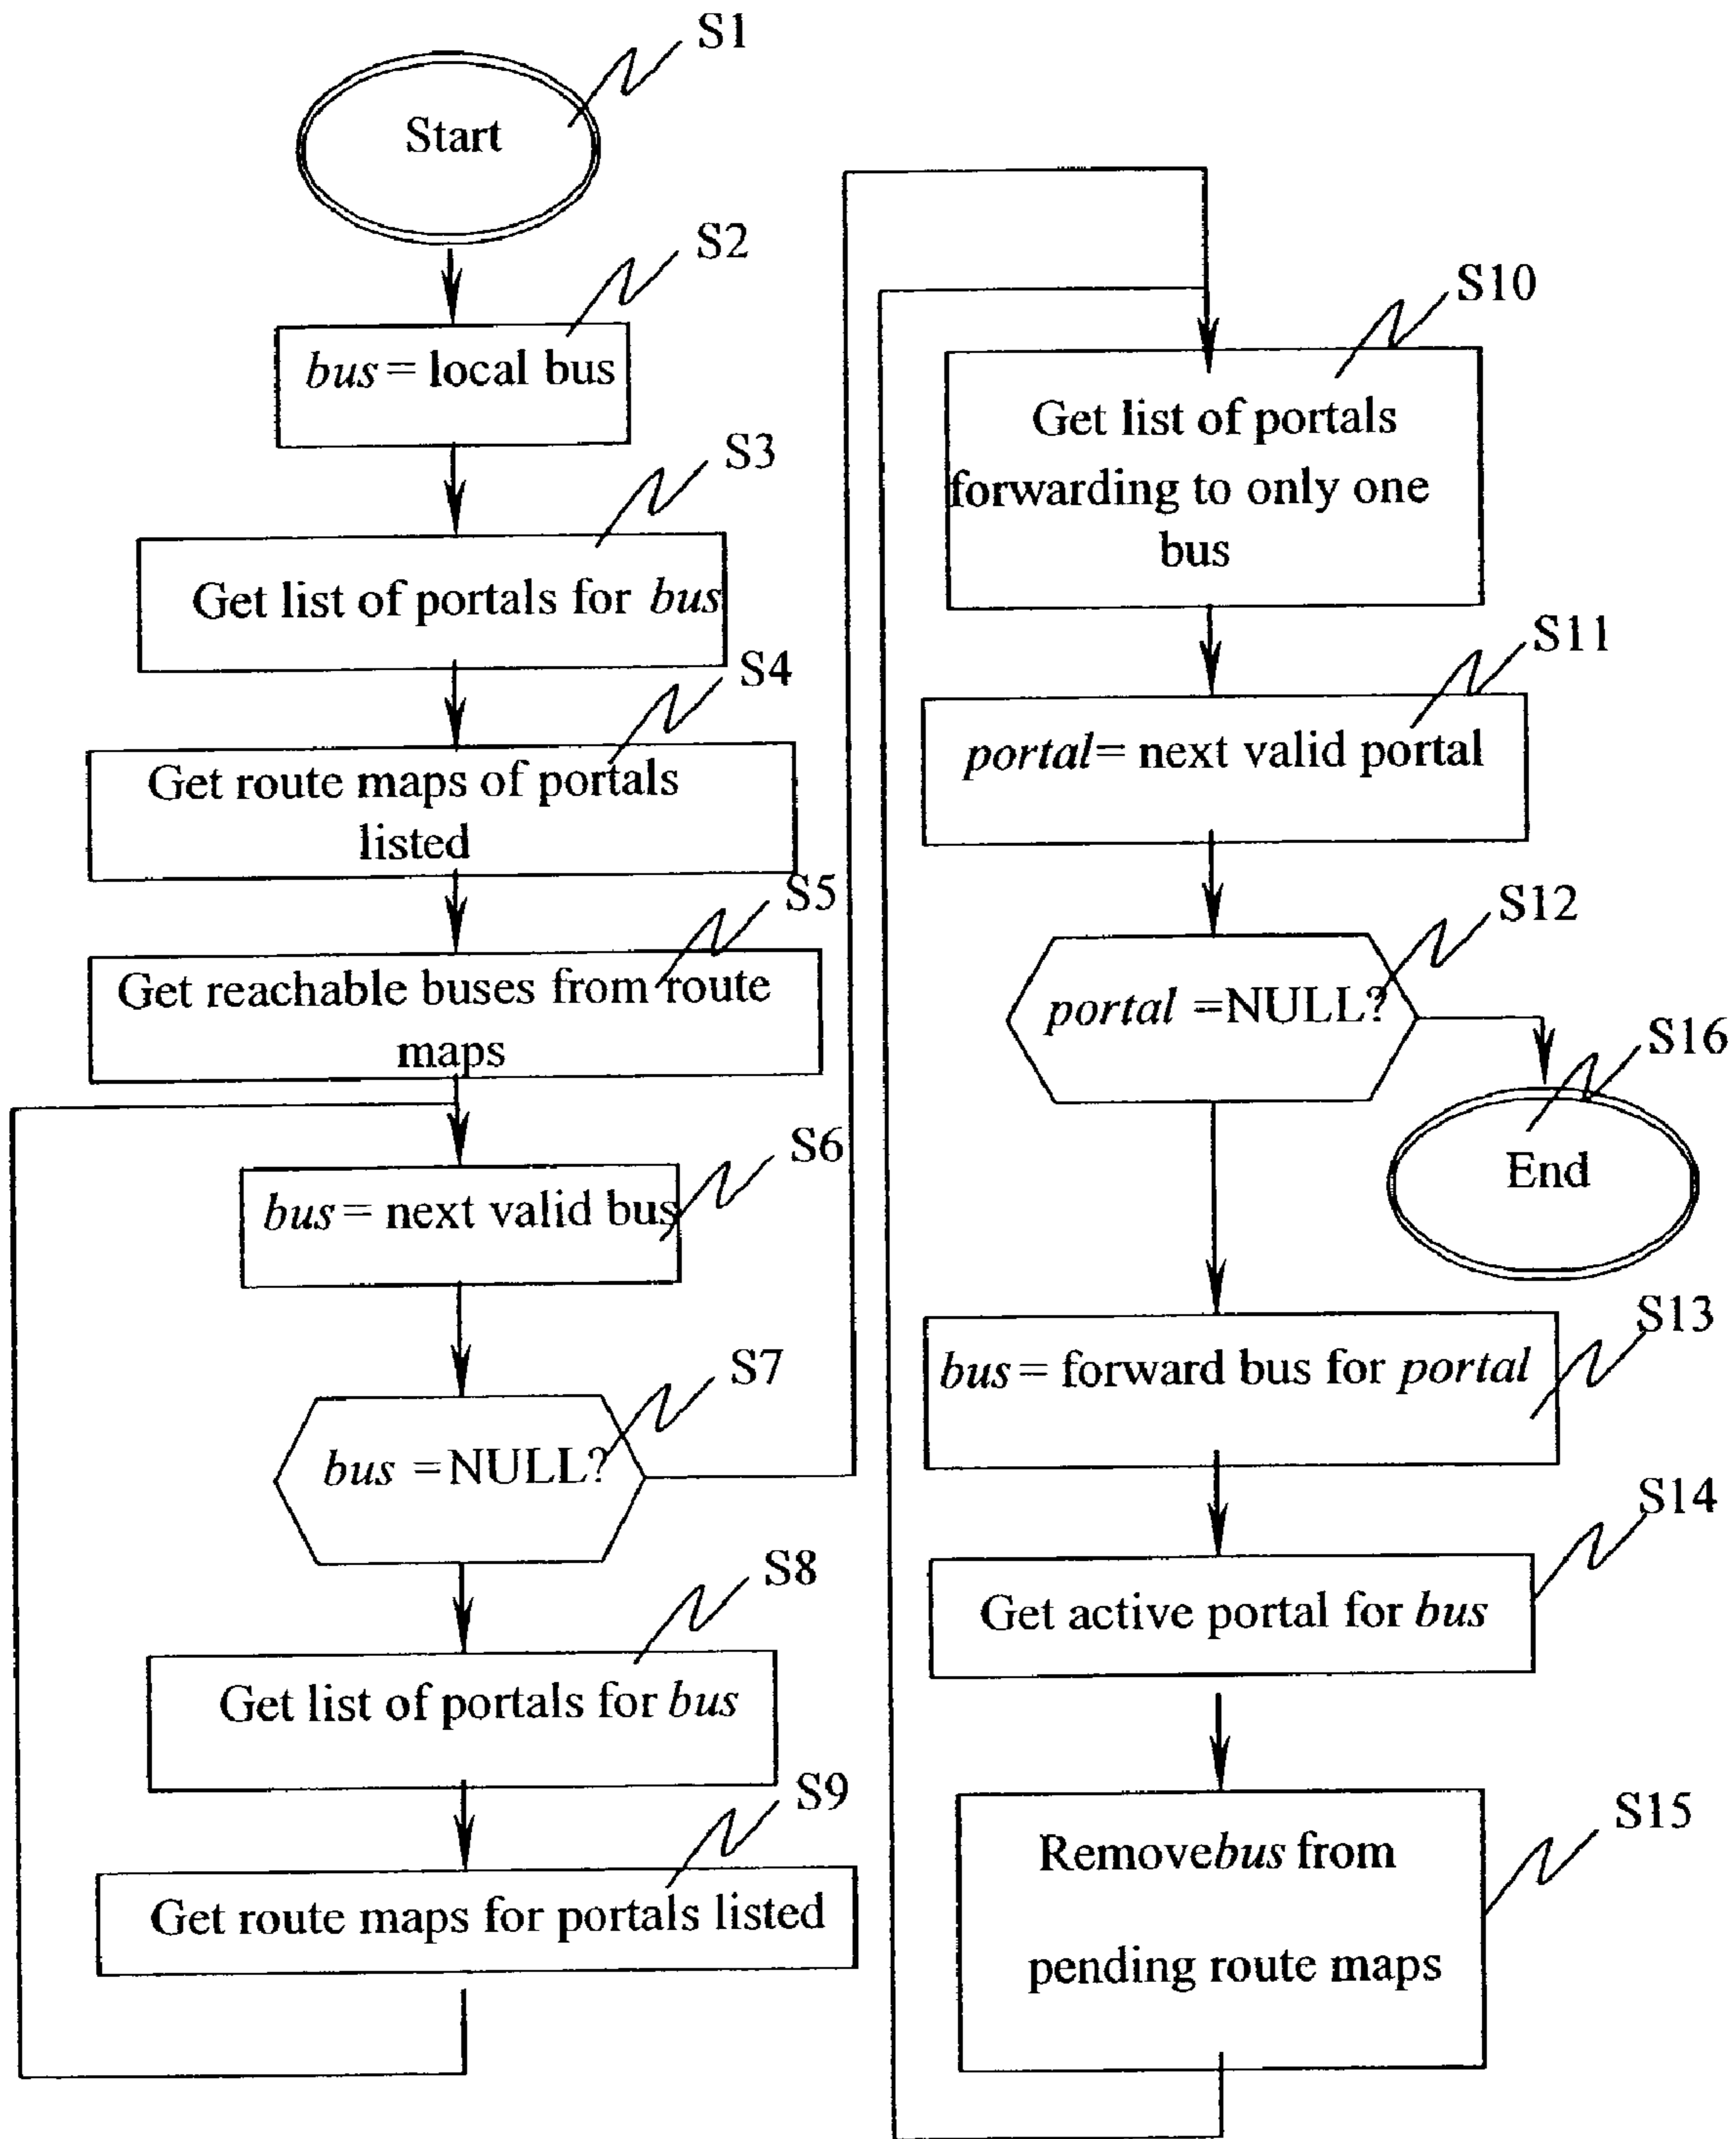 S1
Start
S2
bus = local bus
S3
Get list of portals for bus
S4
Get route maps of portals
listed
S5
Get reachable buses from route
maps
S6
bus = next valid bus
S7
bus =NULL?
S8
Get list of portals for bus
S9
Get route maps for portals listed
S10
Get list of portals
forwarding to only one
bus
S11
portal= next valid portal
S12
portal =NULL?
S16
End
S13
bus = forward bus for portal
S14
Get active portal for bus
S15
Removebus from
pending route maps